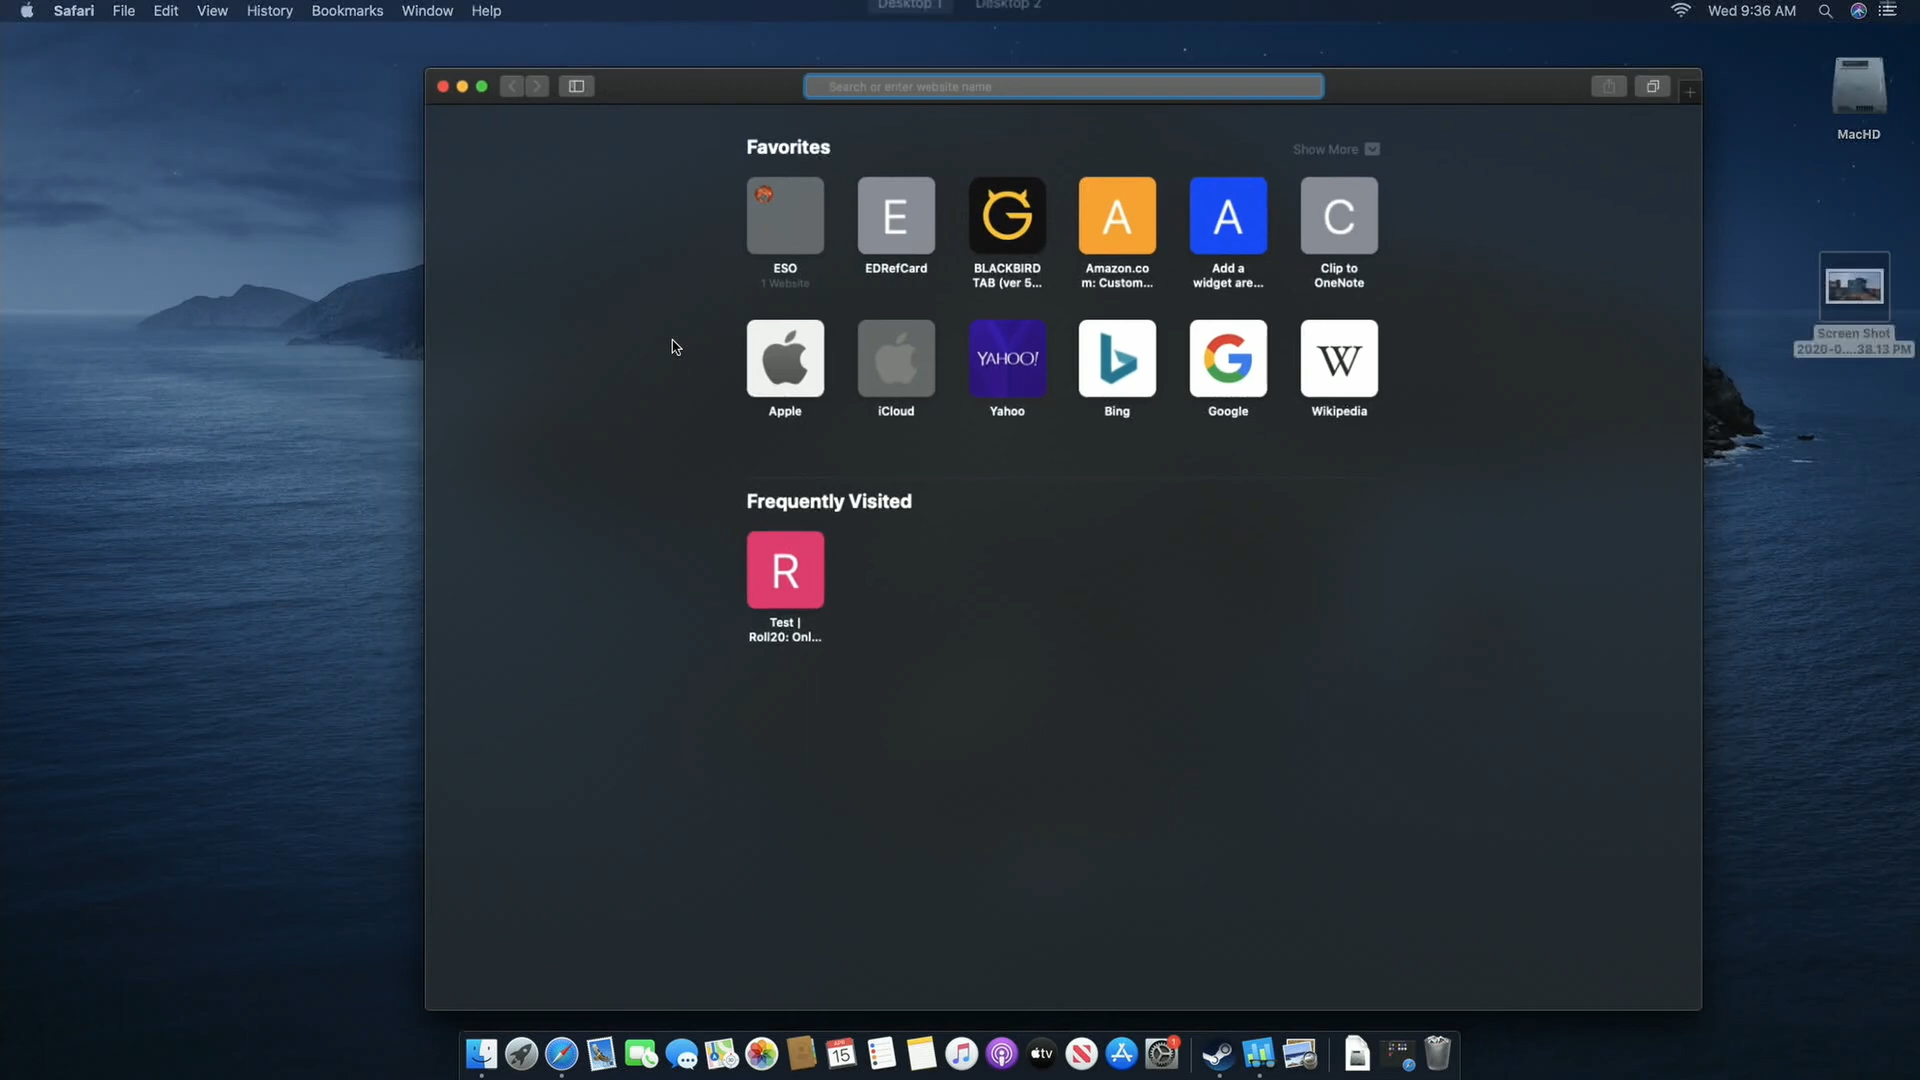 Safari File Edit View History Bookmarks Window Help
Desktop 1 Desktop 2
Wed 9:36 AM
Search or enter website name
MacHD
Screen Shot
2020-0....38.13 PM
Favorites
Show More
E
G
A
A
C
ESO
1 Website
EDRefCard
BLACKBIRD
TAB (ver 5...
Amazon.co
m: Custom...
Add a
widget are...
Clip to
OneNote
YAHOO!
b
G
W
Apple
iCloud
Yahoo
Bing
Google
Wikipedia
Frequently Visited
R
Test |
Roll20: Onl...
APR
15
tv
1